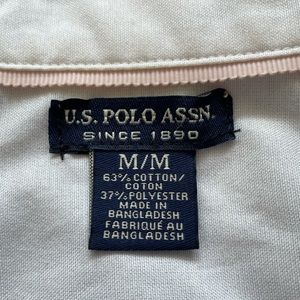 U.S. POLO ASSN.
SINCE 1890
M/M
63% COTTON/
COTON
37% POLYESTER
MADE IN
BANGLADESH
FABRIQUÉ AU
BANGLADESH